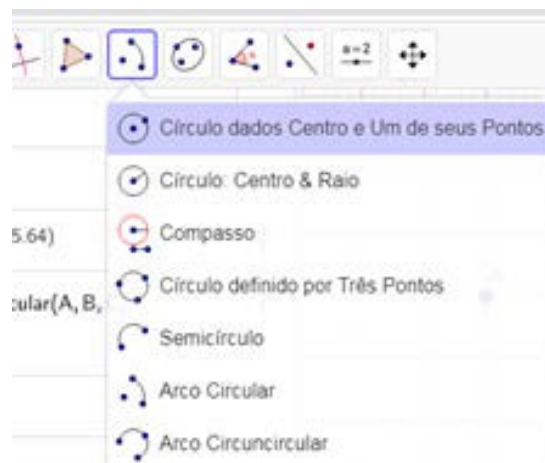 a=2
Círculo dados Centro e Um de seus Pontos
Círculo: Centro & Raio
5.64)
Compasso
Círculo definido por Três Pontos
cular(A, B,
Semicírculo
Arco Circular
Arco Circuncircular